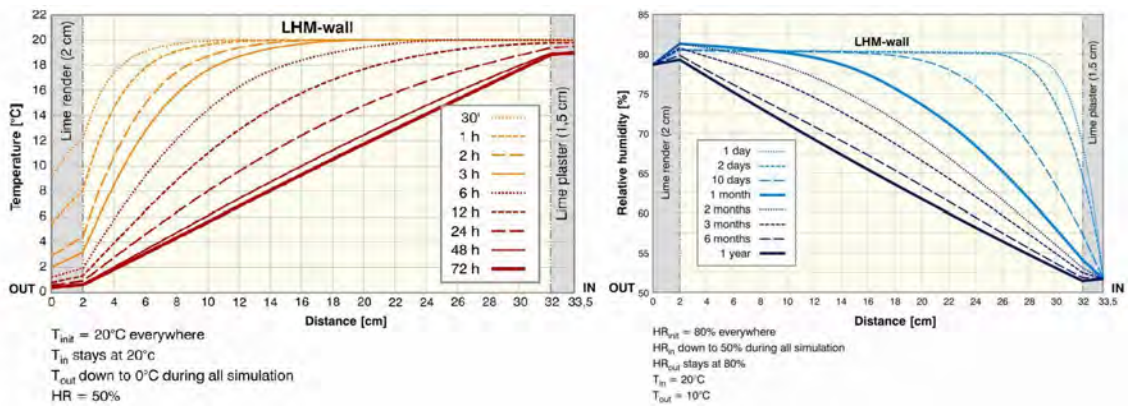 LHM-wall
Temperature [°C]
22
20
18
16
14
12
10
8
6
4
2
0
Lime render (2 cm)
Lime plaster (1,5 cm)
30'
1 h
2 h
3 h
6 h
12 h
24 h
48 h
72 h
OUT
0 2 4 6 8 10 12 14 16 18 20 22 24 26 28 30 32 33,5
IN
Distance [cm]
T_init = 20°C everywhere
T_in stays at 20°c
T_out down to 0°C during all simulation
HR = 50%
LHM-wall
Relative humidity [%]
85
80
75
70
65
60
55
50
Lime render (2 cm)
Lime plaster (1,5 cm)
1 day
2 days
10 days
1 month
2 months
3 months
6 months
1 year
OUT
0 2 4 6 8 10 12 14 16 18 20 22 24 26 28 30 32 33,5
IN
Distance [cm]
HR_init = 80% everywhere
HR_in down to 50% during all simulation
HR_out stays at 80%
T_in = 20°C
T_out = 10°C